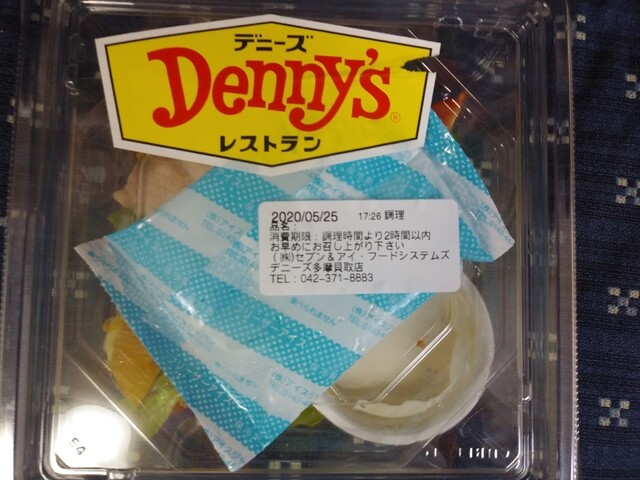 デニーズ
Denny's®
レストラン
2020/05/25 17:26 調理
品名:
消費期限:調理時間より2時間以内
お早めにお召し上がり下さい
(㈱)セブン&アイ・フードシステムズ
デニーズ多摩貝取店
TEL:042-371-8883